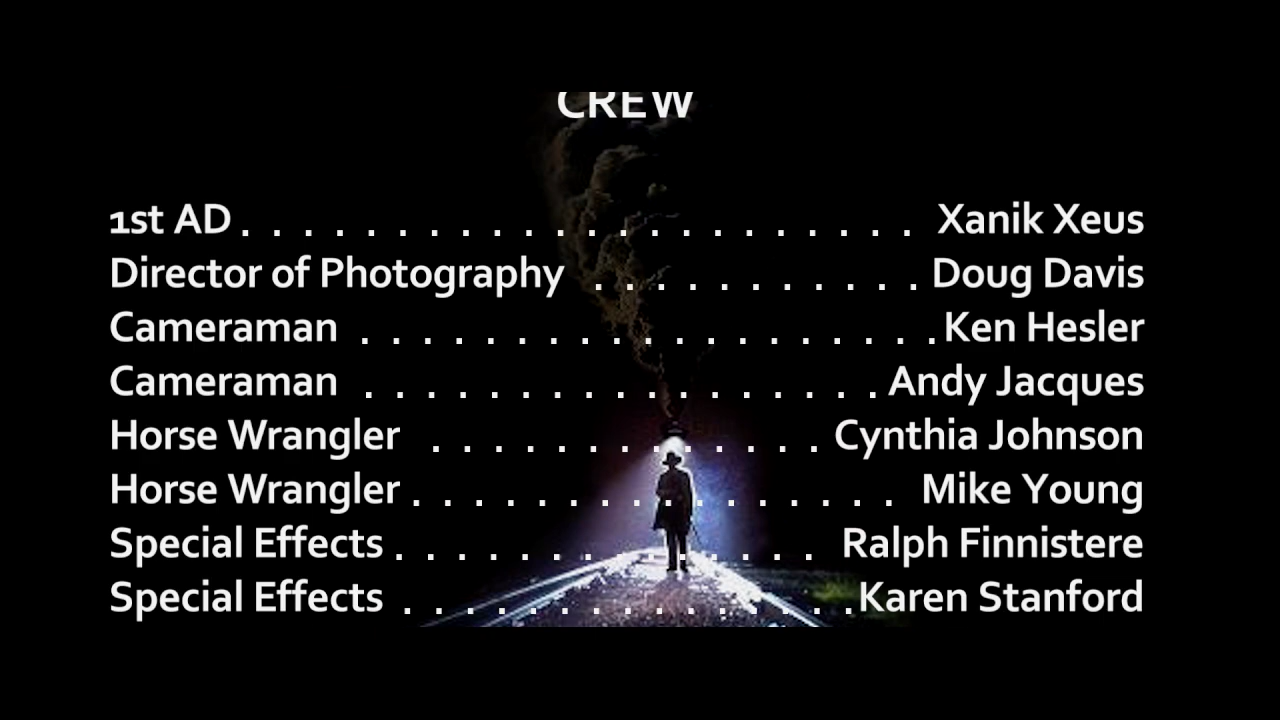 CREW
1st AD . . . . . . . . . . . . . . . . . . . . . . Xanik Xeus
Director of Photography . . . . . . . . . . . Doug Davis
Cameraman . . . . . . . . . . . . . . . . . . . Ken Hesler
Cameraman . . . . . . . . . . . . . . . . . Andy Jacques
Horse Wrangler . . . . . . . . . . . . . Cynthia Johnson
Horse Wrangler . . . . . . . . . . . . . . . . Mike Young
Special Effects . . . . . . . . . . . . . . Ralph Finnistere
Special Effects . . . . . . . . . . . . . . . Karen Stanford